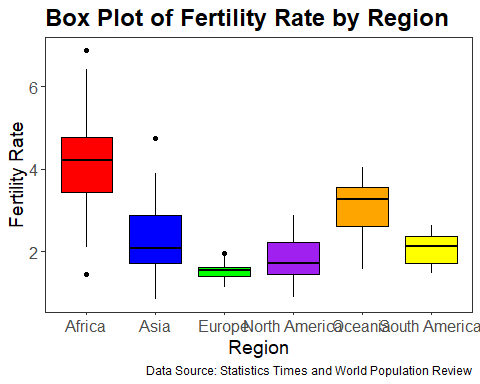 Box Plot of Fertility Rate by Region
Fertility Rate
6
4
2
Africa Asia Europe North America Oceania South America
Region
Data Source: Statistics Times and World Population Review